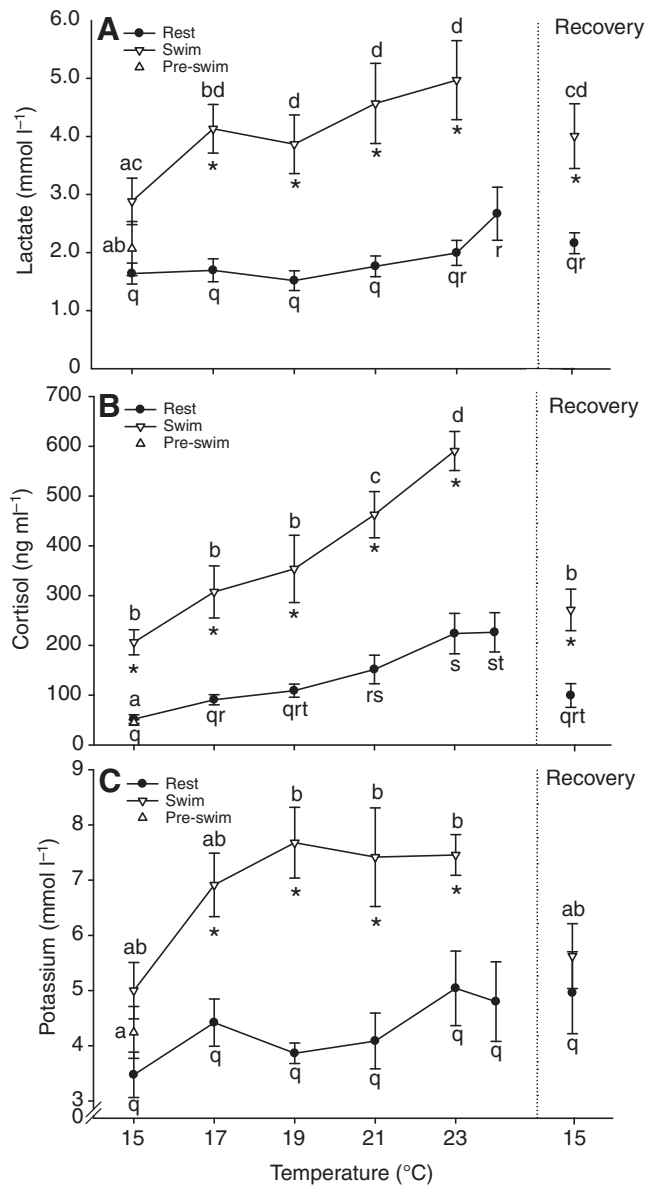 A
Rest
Swim
Pre-swim
Recovery
Lactate (mmol l–1)
6.0
5.0
4.0
3.0
2.0
1.0
0
ac
bd
d
d
d
cd
*
*
*
*
*
ab
q
q
q
q
qr
r
qr
B
Rest
Swim
Pre-swim
Recovery
Cortisol (ng ml–1)
700
600
500
400
300
200
100
0
b
b
b
c
d
b
*
*
*
*
*
*
a
q
qr
qrt
rs
s
st
qrt
C
Rest
Swim
Pre-swim
Recovery
Potassium (mmol l–1)
9
8
7
6
5
4
3
0
ab
ab
b
b
b
ab
*
*
*
*
a
q
q
q
q
q
q
q
15 17 19 21 23 15
Temperature (°C)